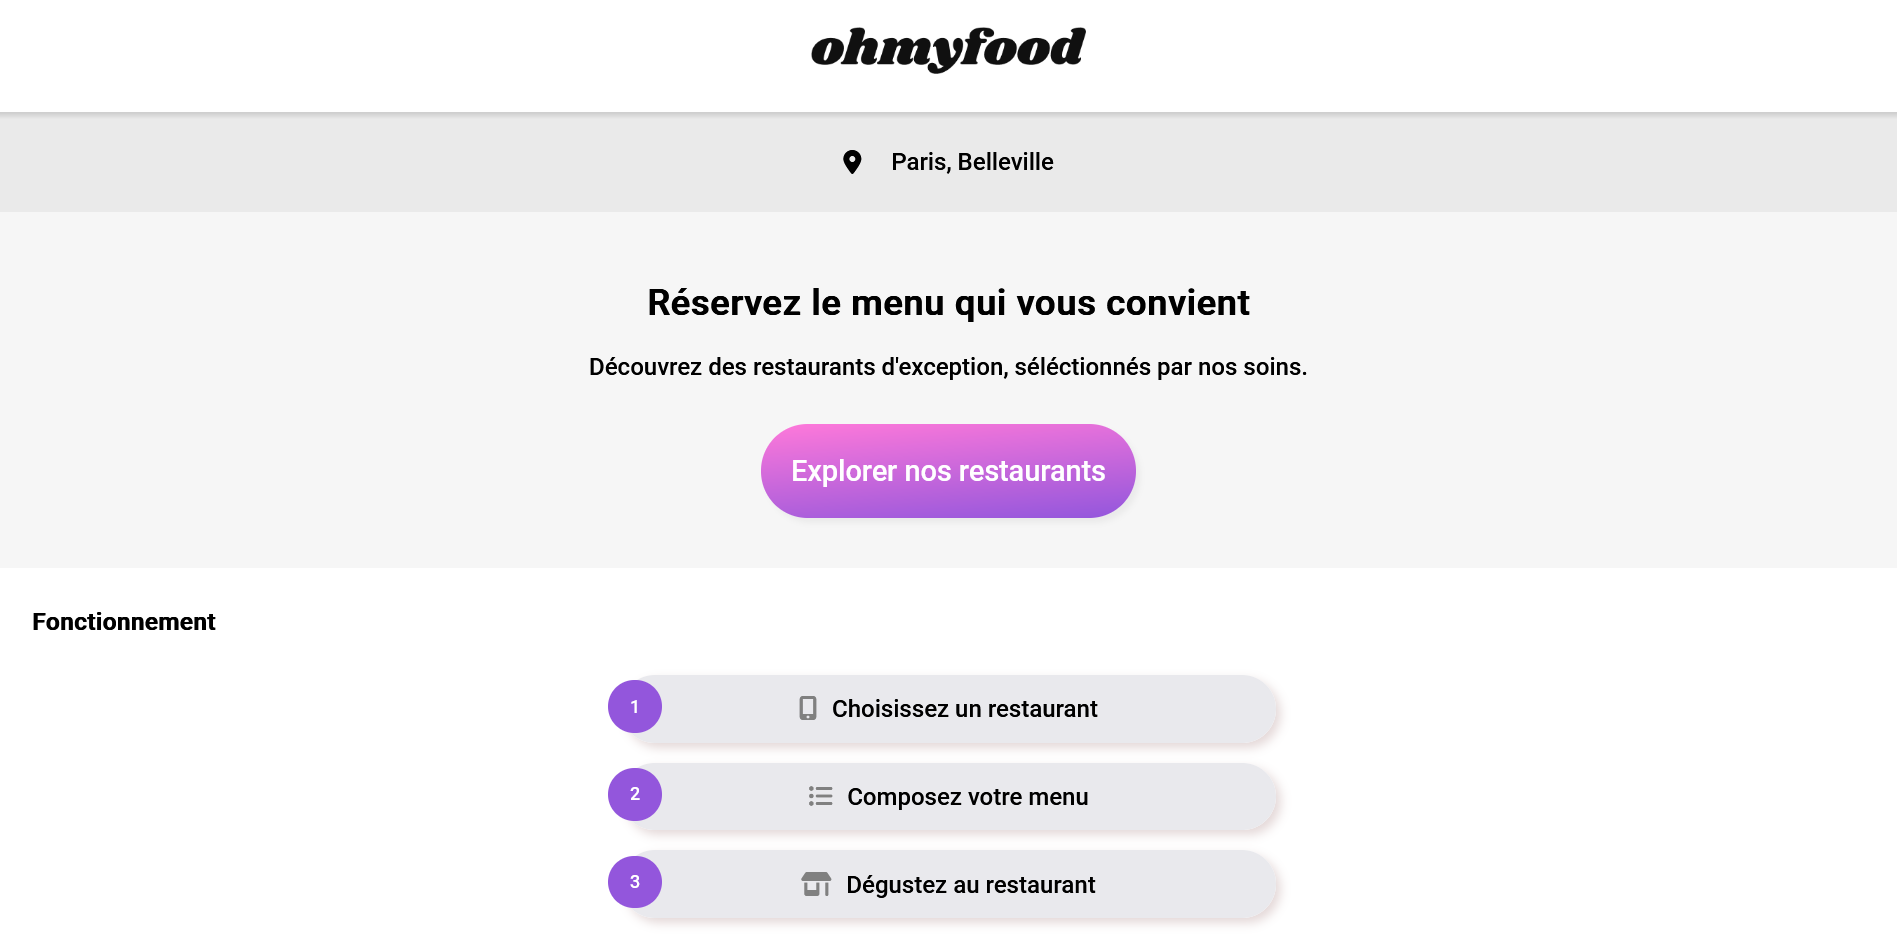 ohmyfood
Paris, Belleville
Réservez le menu qui vous convient
Découvrez des restaurants d'exception, séléctionnés par nos soins.
Explorer nos restaurants
Fonctionnement
1 Choisissez un restaurant
2 Composez votre menu
3 Dégustez au restaurant